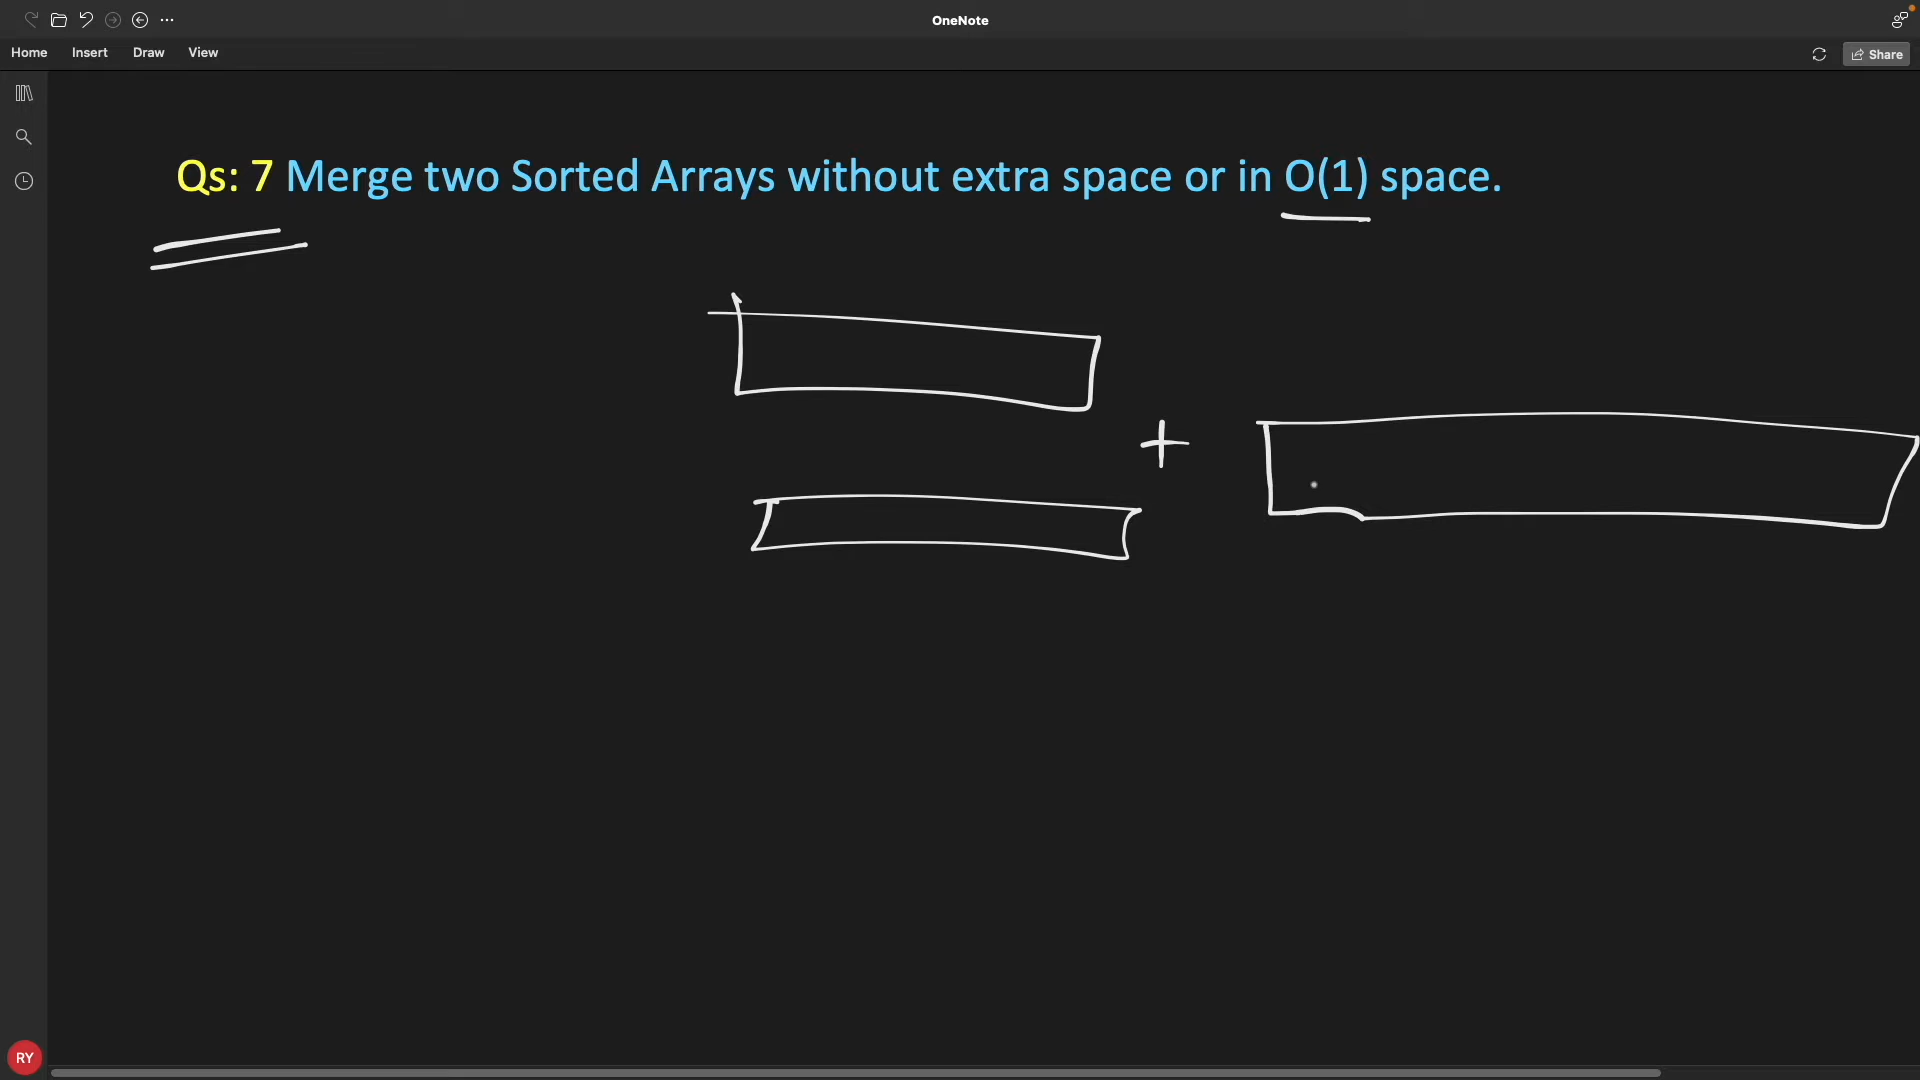 OneNote
Home Insert Draw View
Share
Qs: 7 Merge two Sorted Arrays without extra space or in O(1) space.
+
RY